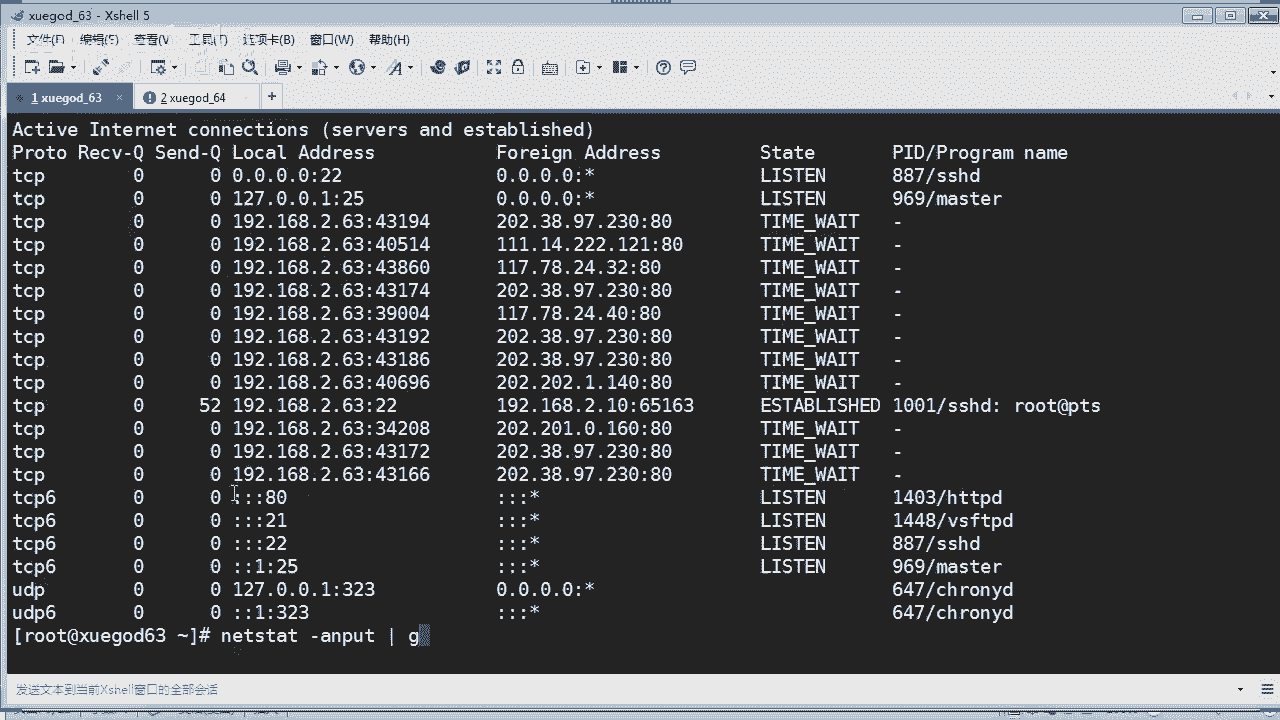 xuegod_63 - Xshell 5
文件(F) 编辑(E) 查看(V) 工具(T) 选项卡(B) 窗口(W) 帮助(H)
1 xuegod_63 × 2 xuegod_64 +
Active Internet connections (servers and established)
Proto Recv-Q Send-Q Local Address Foreign Address State PID/Program name
tcp 0 0 0.0.0.0:22 0.0.0.0:* LISTEN 887/sshd
tcp 0 0 127.0.0.1:25 0.0.0.0:* LISTEN 969/master
tcp 0 0 192.168.2.63:43194 202.38.97.230:80 TIME_WAIT -
tcp 0 0 192.168.2.63:40514 111.14.222.121:80 TIME_WAIT -
tcp 0 0 192.168.2.63:43860 117.78.24.32:80 TIME_WAIT -
tcp 0 0 192.168.2.63:43174 202.38.97.230:80 TIME_WAIT -
tcp 0 0 192.168.2.63:39004 117.78.24.40:80 TIME_WAIT -
tcp 0 0 192.168.2.63:43192 202.38.97.230:80 TIME_WAIT -
tcp 0 0 192.168.2.63:43186 202.38.97.230:80 TIME_WAIT -
tcp 0 0 192.168.2.63:40696 202.202.1.140:80 TIME_WAIT -
tcp 0 52 192.168.2.63:22 192.168.2.10:65163 ESTABLISHED 1001/sshd: root@pts
tcp 0 0 192.168.2.63:34208 202.201.0.160:80 TIME_WAIT -
tcp 0 0 192.168.2.63:43172 202.38.97.230:80 TIME_WAIT -
tcp 0 0 192.168.2.63:43166 202.38.97.230:80 TIME_WAIT -
tcp6 0 0 :::80 :::* LISTEN 1403/httpd
tcp6 0 0 :::21 :::* LISTEN 1448/vsftpd
tcp6 0 0 :::22 :::* LISTEN 887/sshd
tcp6 0 0 ::1:25 :::* LISTEN 969/master
udp 0 0 127.0.0.1:323 0.0.0.0:* 647/chronyd
udp6 0 0 ::1:323 :::* 647/chronyd
[root@xuegod63 ~]# netstat -anput | g
发送文本到当前Xshell窗口的全部会话